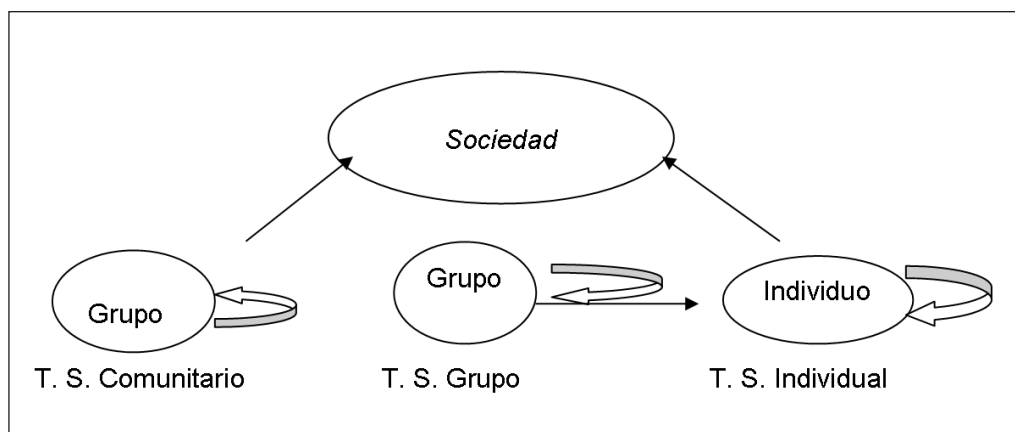 Sociedad
Grupo
Grupo
Individuo
T. S. Comunitario
T. S. Grupo
T. S. Individual